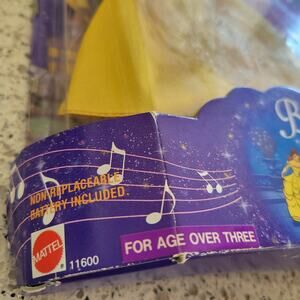 NON-REPLACEABLE
BATTERY INCLUDED.
MATTEL
® 11600
FOR AGE OVER THREE